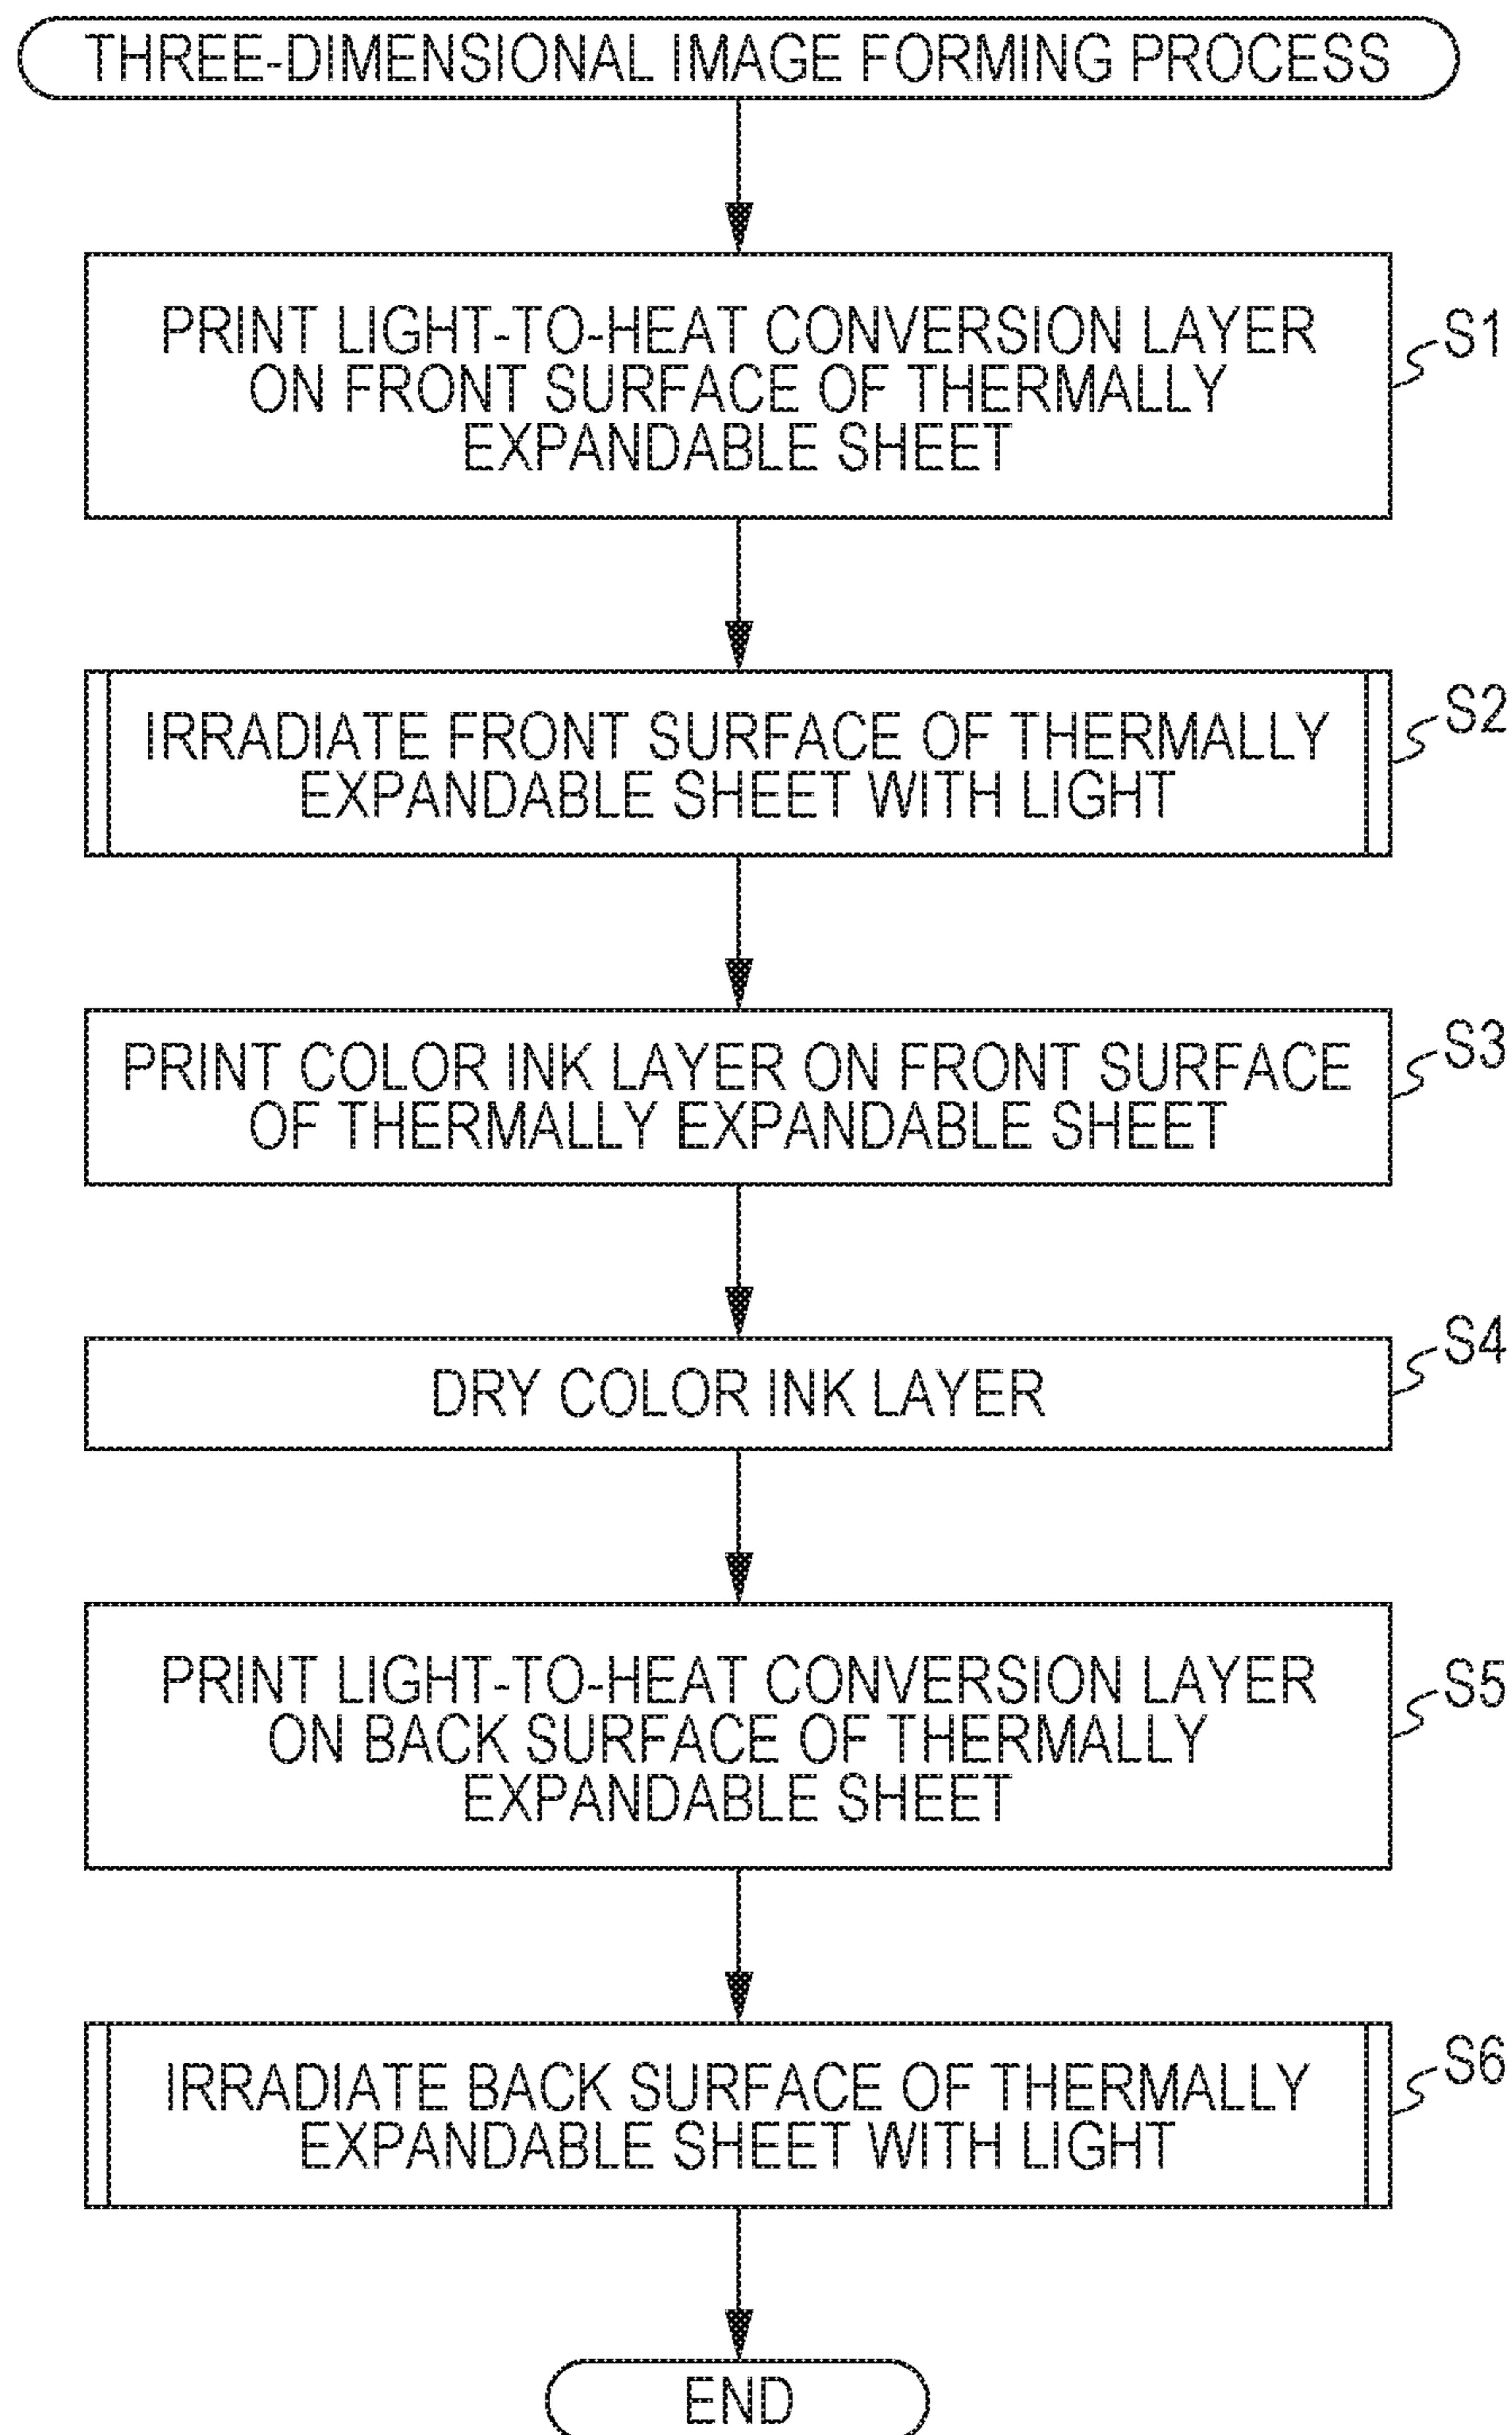 THREE-DIMENSIONAL IMAGE FORMING PROCESS
PRINT LIGHT-TO-HEAT CONVERSION LAYER
ON FRONT SURFACE OF THERMALLY
EXPANDABLE SHEET
S1
IRRADIATE FRONT SURFACE OF THERMALLY
EXPANDABLE SHEET WITH LIGHT
S2
PRINT COLOR INK LAYER ON FRONT SURFACE
OF THERMALLY EXPANDABLE SHEET
S3
DRY COLOR INK LAYER
S4
PRINT LIGHT-TO-HEAT CONVERSION LAYER
ON BACK SURFACE OF THERMALLY
EXPANDABLE SHEET
S5
IRRADIATE BACK SURFACE OF THERMALLY
EXPANDABLE SHEET WITH LIGHT
S6
END